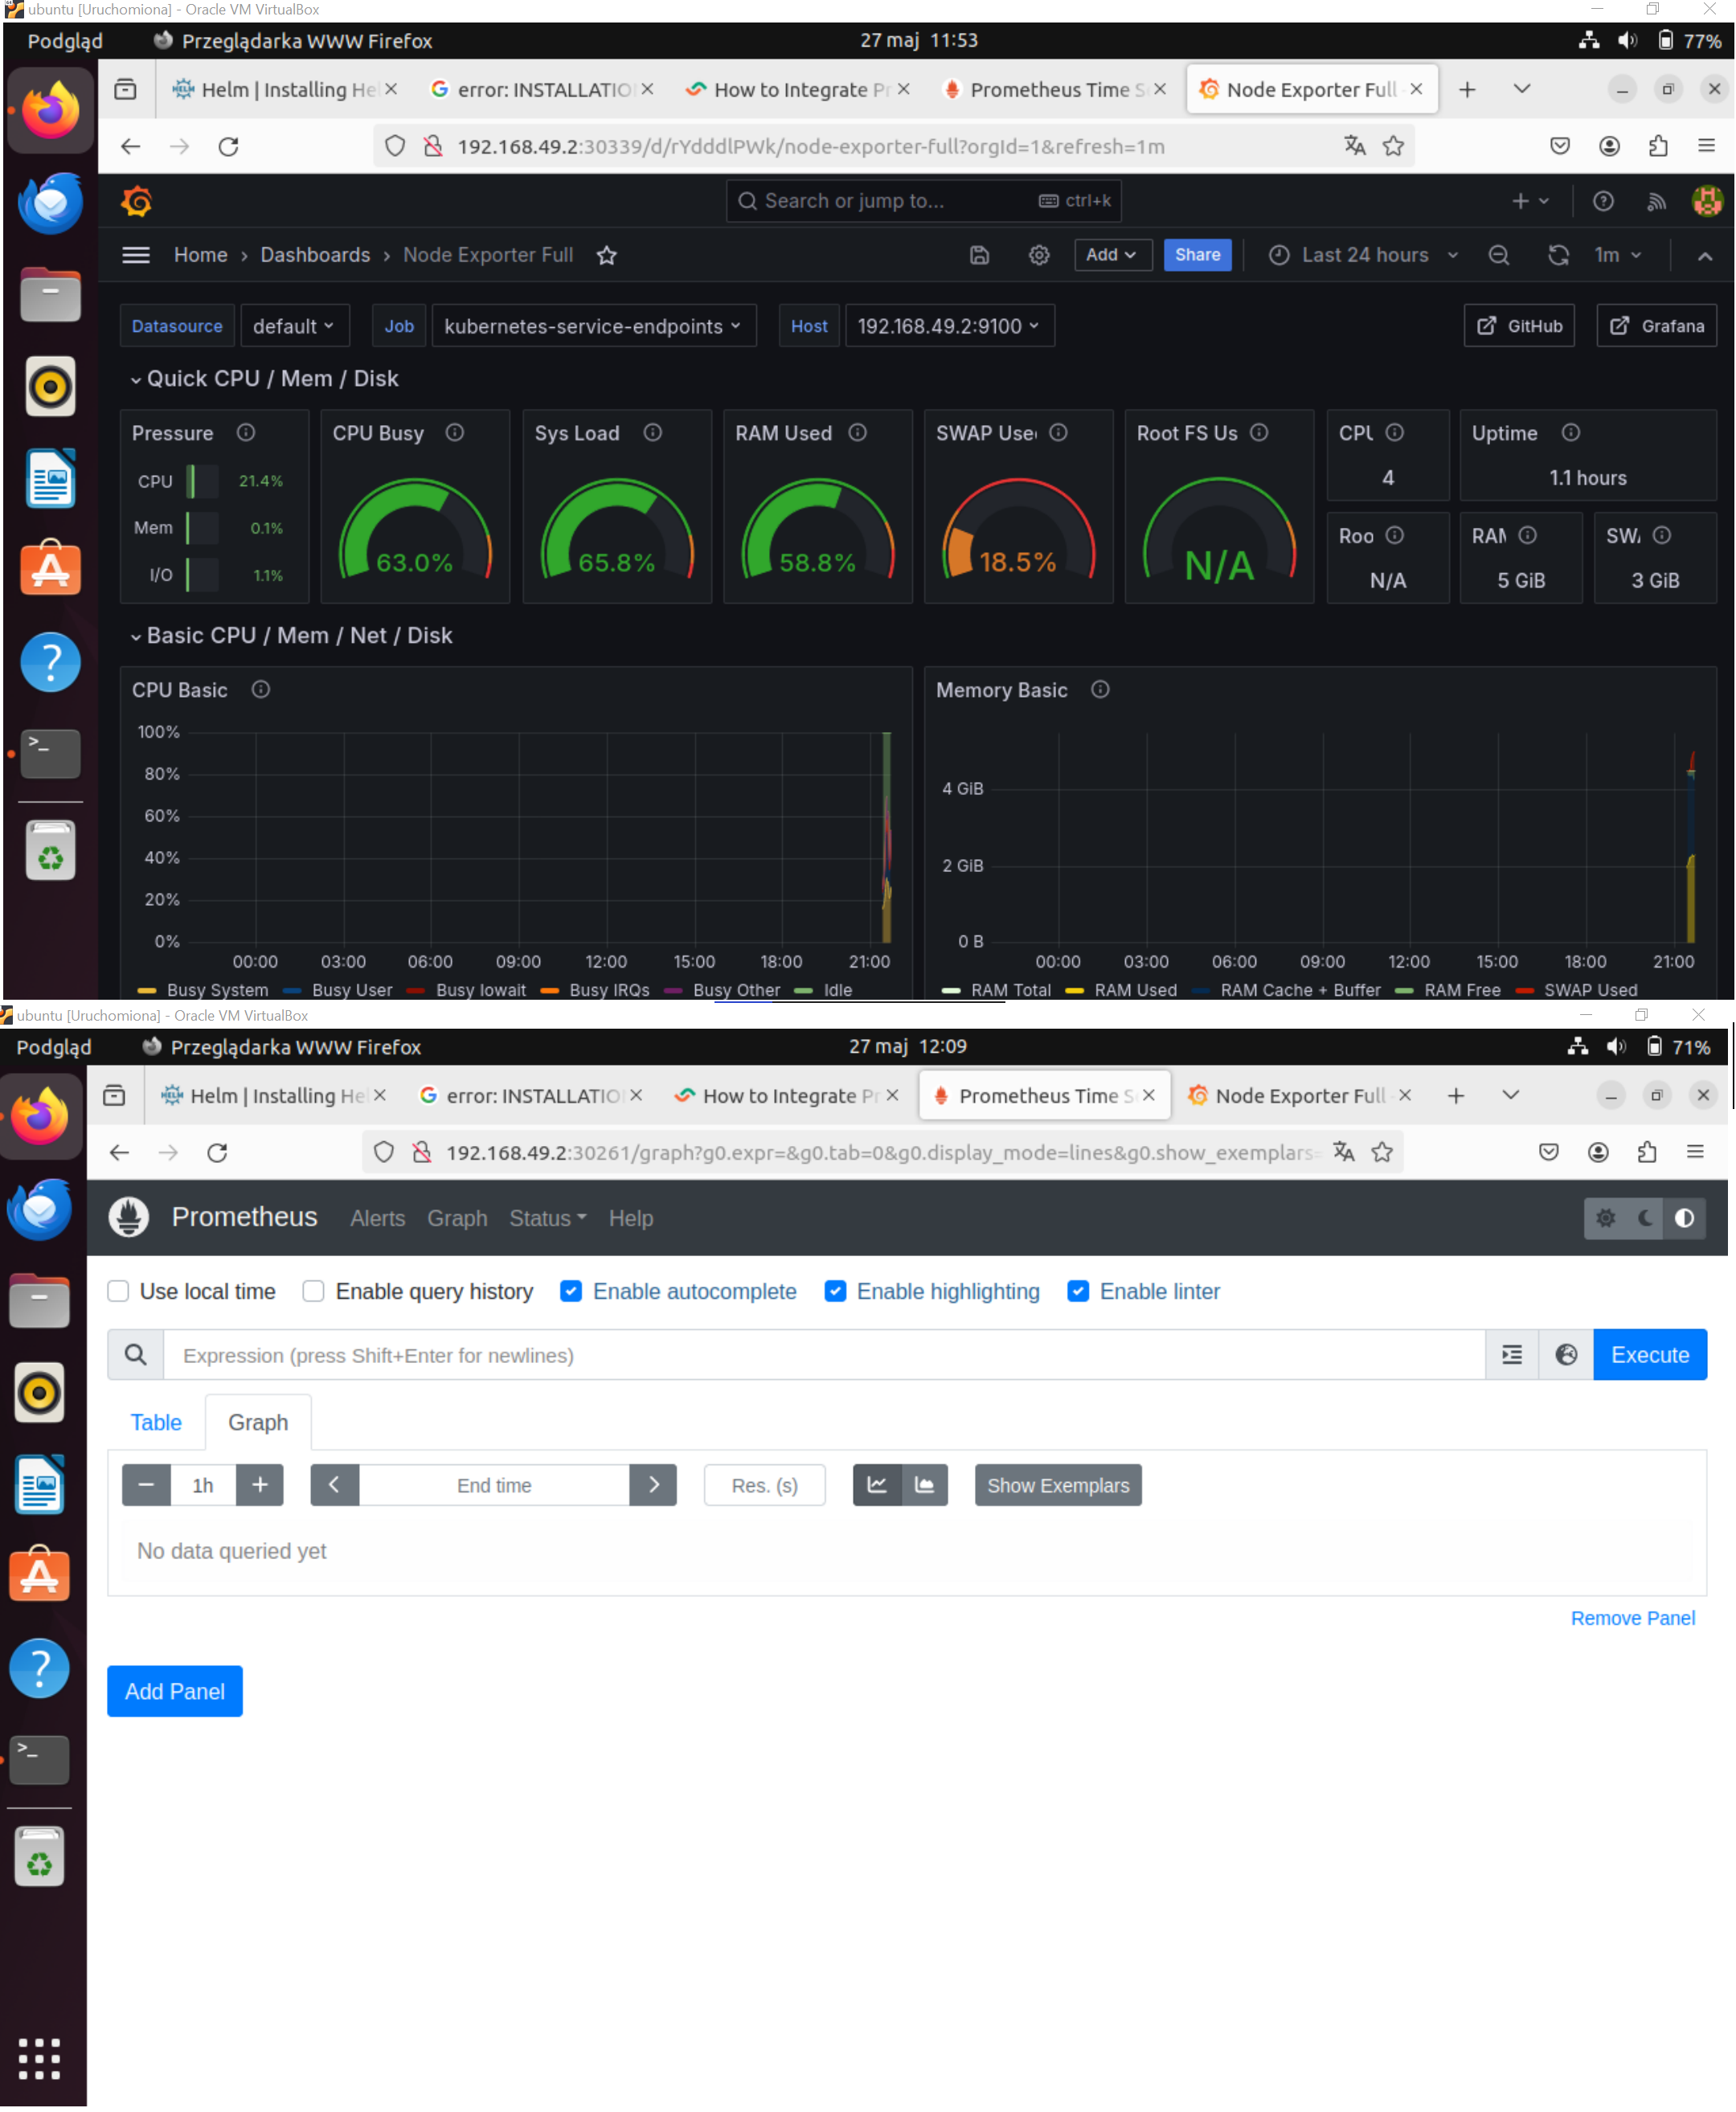 ubuntu [Uruchomiona] - Oracle VM VirtualBox
Podgląd Przeglądarka WWW Firefox 27 maj 11:53 77%
HELM Helm | Installing He error: INSTALLATIO How to Integrate Pr Prometheus Time S Node Exporter Full
192.168.49.2:30339/d/rYdddlPWk/node-exporter-full?orgId=1&refresh=1m
Search or jump to... ctrl+k
Home › Dashboards › Node Exporter Full Add Share Last 24 hours 1m
Datasource default Job kubernetes-service-endpoints Host 192.168.49.2:9100 GitHub Grafana
Quick CPU / Mem / Disk
Pressure CPU Busy Sys Load RAM Used SWAP Use Root FS Us CPU Uptime
CPU 21.4% 4 1.1 hours
Mem 0.1%
I/O 1.1%
63.0% 65.8% 58.8% 18.5% N/A
Roo RAM SW
N/A 5 GiB 3 GiB
Basic CPU / Mem / Net / Disk
CPU Basic Memory Basic
100%
80%
60%
40%
20%
0%
4 GiB
2 GiB
0 B
00:00 03:00 06:00 09:00 12:00 15:00 18:00 21:00
00:00 03:00 06:00 09:00 12:00 15:00 18:00 21:00
Busy System Busy User Busy Iowait Busy IRQs Busy Other Idle
RAM Total RAM Used RAM Cache + Buffer RAM Free SWAP Used
ubuntu [Uruchomiona] - Oracle VM VirtualBox
Podgląd Przeglądarka WWW Firefox 27 maj 12:09 71%
HELM Helm | Installing He error: INSTALLATIO How to Integrate Pr Prometheus Time S Node Exporter Full
192.168.49.2:30261/graph?g0.expr=&g0.tab=0&g0.display_mode=lines&g0.show_exemplars=
Prometheus Alerts Graph Status Help
Use local time Enable query history Enable autocomplete Enable highlighting Enable linter
Expression (press Shift+Enter for newlines) Execute
Table Graph
− 1h + End time Res. (s) Show Exemplars
No data queried yet
Remove Panel
Add Panel